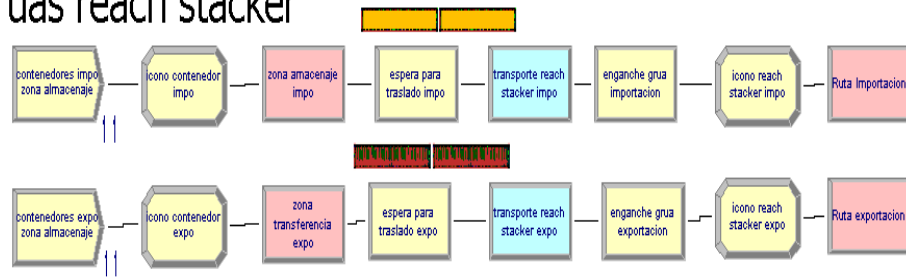 uas reach stacker
contenedores impo
zona almacenaje
icono contenedor
impo
zona amacenaje
impo
espera para
traslado impo
transporte reach
stacker impo
enganche grua
importacion
icono reach
stacker impo
Ruta Importacion
contenedores expo
zona almacenaje
icono contenedor
expo
zona
transferencia
expo
espera para
traslado expo
transporte reach
stacker expo
enganche grua
exportacion
icono reach
stacker expo
Ruta exportacion